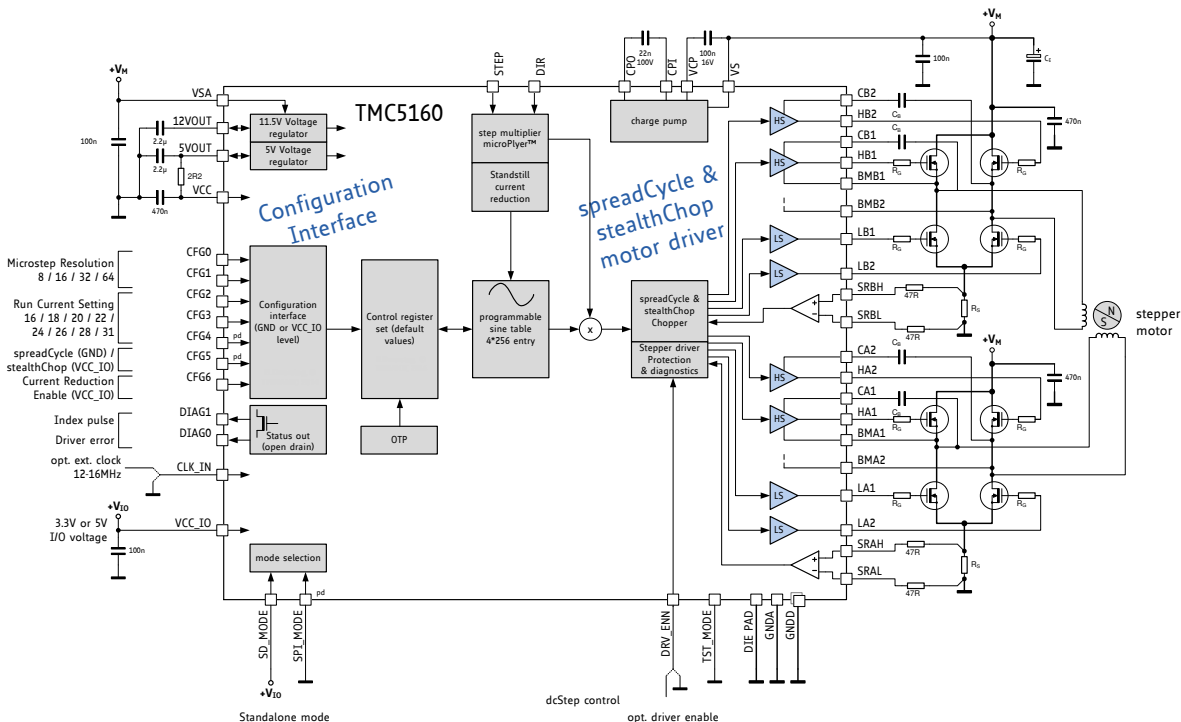 +VM
STEP
DIR
CPO
22n
100V
CPI
VCP
100n
16V
VS
+VM
100n
CE
VSA
TMC5160
100n
12VOUT
2.2µ
5VOUT
2.2µ
2R2
VCC
470n
11.5V Voltage
regulator
5V Voltage
regulator
step multiplier
microPlyer™
Standstill
current
reduction
charge pump
Configuration
Interface
spreadCycle &
stealthChop
motor driver
HS
HS
LS
LS
CB2
CB
HB2
CB1
CB
HB1
RG
RG
470n
BMB1
BMB2
LB1
RG
RG
LB2
SRBH
47R
RS
SRBL
47R
Microstep Resolution
8 / 16 / 32 / 64
Run Current Setting
16 / 18 / 20 / 22 /
24 / 26 / 28 / 31
spreadCycle (GND) /
stealthChop (VCC_IO)
Current Reduction
Enable (VCC_IO)
Index pulse
Driver error
opt. ext. clock
12-16MHz
CFG0
CFG1
CFG2
CFG3
CFG4
pd
CFG5
pd
CFG6
DIAG1
DIAG0
CLK_IN
Configuration
interface
(GND or VCC_IO
level)
Status out
(open drain)
Control register
set (default
values)
OTP
programmable
sine table
4*256 entry
x
spreadCycle &
stealthChop
Chopper
Stepper driver
Protection
& diagnostics
N
S
stepper
motor
+VM
HS
HS
LS
LS
CA2
CB
HA2
CA1
CB
HA1
RG
RG
470n
BMA1
BMA2
LA1
RG
RG
LA2
SRAH
47R
RS
SRAL
47R
+VIO
3.3V or 5V
I/O voltage
VCC_IO
100n
mode selection
pd
SD_MODE
SPI_MODE
+VIO
DRV_ENN
TST_MODE
DIE PAD
GNDA
GNDD
dcStep control
Standalone mode
opt. driver enable
+
-
+
-
+